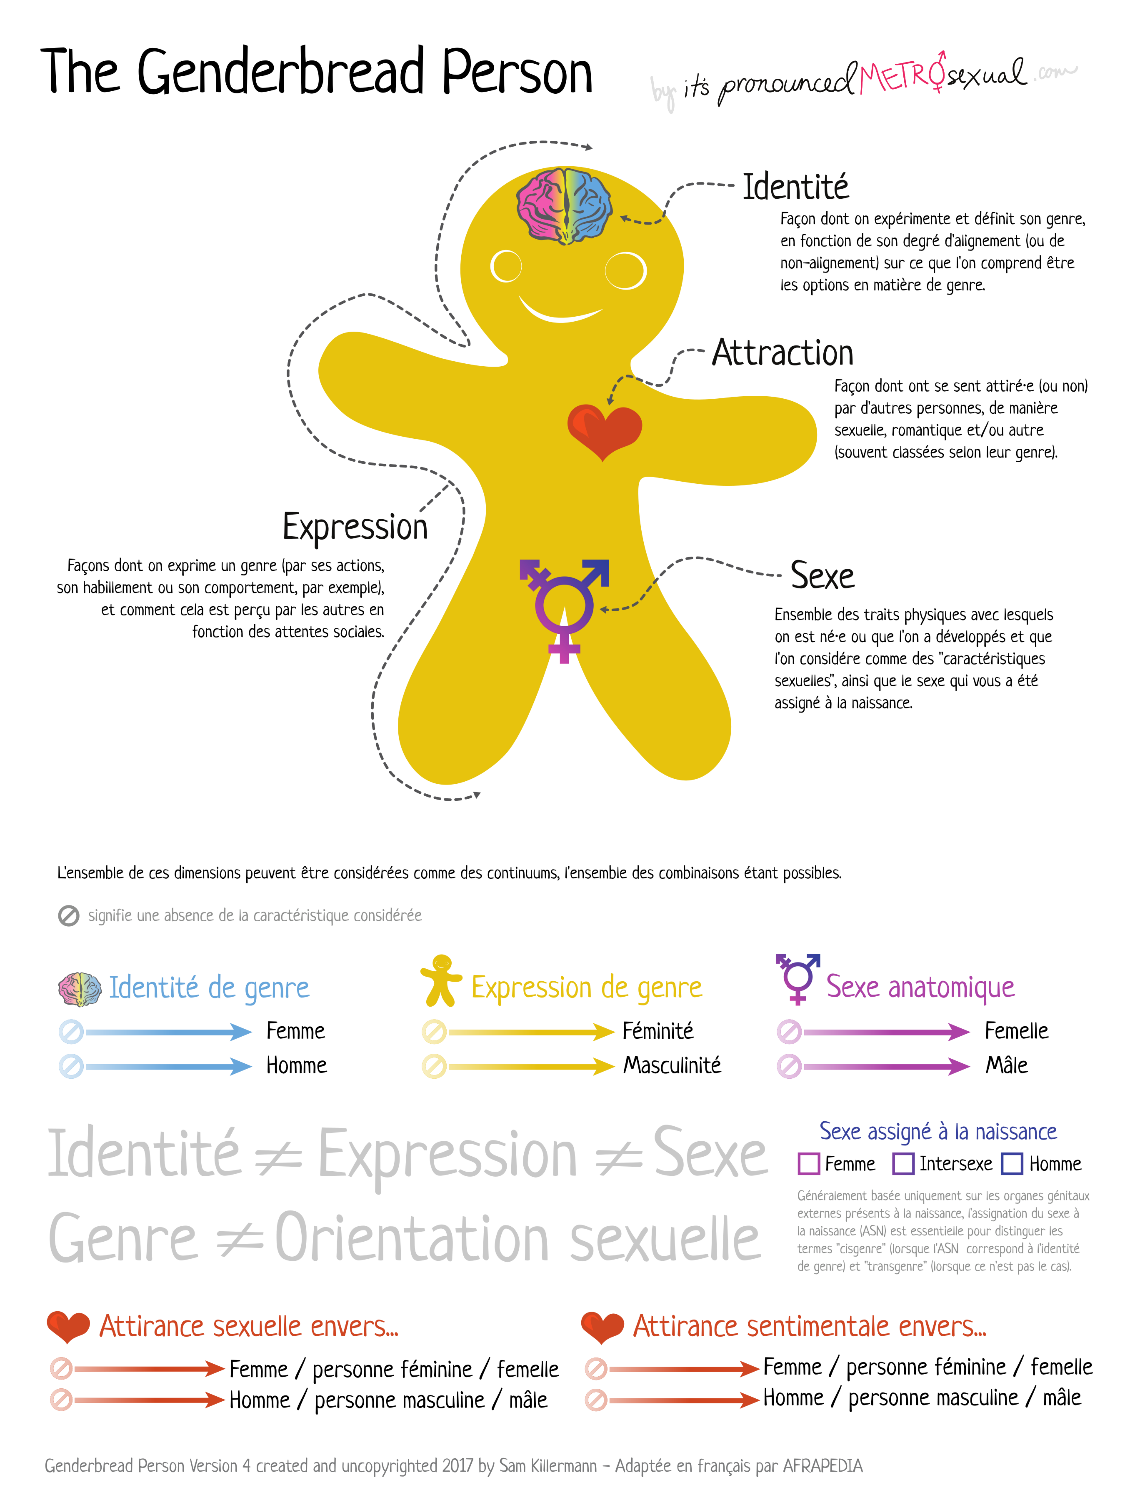 The Genderbread Person
by it's pronounced METROsexual.com
Identité
Façon dont on expérimente et définit son genre,
en fonction de son degré d'alignement (ou de
non-alignement) sur ce que l'on comprend être
les options en matière de genre.
Attraction
Façon dont ont se sent attiré·e (ou non)
par d'autres personnes, de manière
sexuelle, romantique et/ou autre
(souvent classées selon leur genre).
Expression
Façons dont on exprime un genre (par ses actions,
son habillement ou son comportement, par exemple),
et comment cela est perçu par les autres en
fonction des attentes sociales.
Sexe
Ensemble des traits physiques avec lesquels
on est né·e ou que l'on a développés et que
l'on considére comme des "caractéristiques
sexuelles", ainsi que le sexe qui vous a été
assigné à la naissance.
L'ensemble de ces dimensions peuvent être considérées comme des continuums, l'ensemble des combinaisons étant possibles.
signifie une absence de la caractéristique considérée
Identité de genre
Femme
Homme
Expression de genre
Féminité
Masculinité
Sexe anatomique
Femelle
Mâle
Identité ≠ Expression ≠ Sexe
Genre ≠ Orientation sexuelle
Sexe assigné à la naissance
Femme Intersexe Homme
Généralement basée uniquement sur les organes génitaux
externes présents à la naissance, l'assignation du sexe à
la naissance (ASN) est essentielle pour distinguer les
termes "cisgenre" (lorsque l'ASN correspond à l'identité
de genre) et "transgenre" (lorsque ce n'est pas le cas).
Attirance sexuelle envers...
Femme / personne féminine / femelle
Homme / personne masculine / mâle
Attirance sentimentale envers...
Femme / personne féminine / femelle
Homme / personne masculine / mâle
Genderbread Person Version 4 created and uncopyrighted 2017 by Sam Killermann - Adaptée en français par AFRAPEDIA